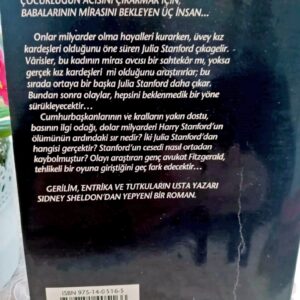 ÇOCUKLUĞUN ACISINI ÇIKARMAK İÇİN,
BABALARININ MİRASINI BEKLEYEN ÜÇ İNSAN...
Onlar milyarder olma hayalleri kurarken, üvey kız
kardeşleri olduğunu öne süren Julia Stanford çıkagelir.
Vârisler, bu kadının miras avcısı bir sahtekâr mı, yoksa
gerçek kız kardeşleri mi olduğunu araştırırlar; bu
sırada ortaya bir başka Julia Stanford daha çıkar.
Bundan sonra olaylar, hepsini beklenmedik bir yöne
sürükleyecektir...
Cumhurbaşkanlarının ve kralların yakın dostu,
basının ilgi odağı, dolar milyarderi Harry Stanford'un
ölümünün ardındaki sır nedir? İki Julia Stanford'dan
hangisi gerçektir? Stanford'un cesedi nasıl ortadan
kaybolmuştur? Olayı araştıran genç avukat Fitzgerald,
tehlikeli bir oyuna giriştiğini geç fark edecektir...
GERİLİM, ENTRİKA VE TUTKULARIN USTA YAZARI
SIDNEY SHELDON'DAN YEPYENİ BİR ROMAN.
ISBN 975-14-0516-5